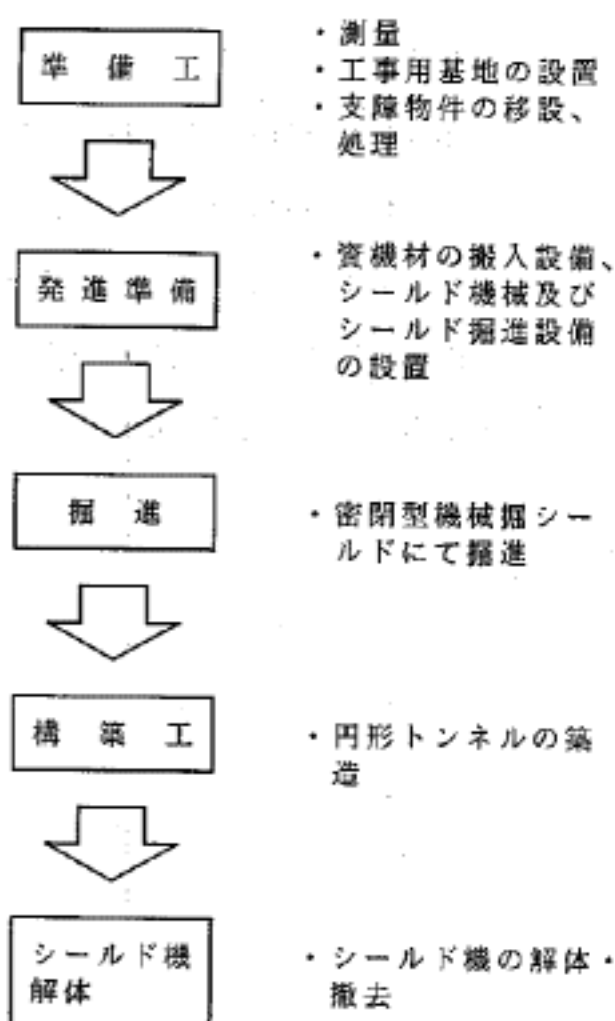 準備工
・測量
・工事用基地の設置
・支障物件の移設、
処理
発進準備
・資機材の搬入設備、
シールド機械及び
シールド掘進設備
の設置
掘進
・密閉型機械掘シー
ルドにて掘進
構築工
・円形トンネルの築
造
シールド機
解体
・シールド機の解体・
撤去